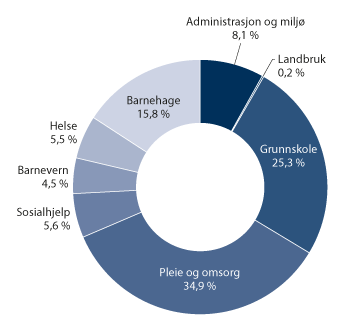 Administrasjon og miljø
8,1 %
Landbruk
0,2 %
Grunnskole
25,3 %
Pleie og omsorg
34,9 %
Sosialhjelp
5,6 %
Barnevern
4,5 %
Helse
5,5 %
Barnehage
15,8 %